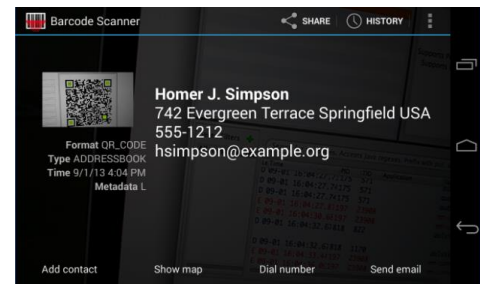 Barcode Scanner
SHARE
HISTORY
Homer J. Simpson
742 Evergreen Terrace Springfield USA
555-1212
hsimpson@example.org
Format QR_CODE
Type ADDRESSBOOK
Time 9/1/13 4:04 PM
Metadata L
Add contact
Show map
Dial number
Send email